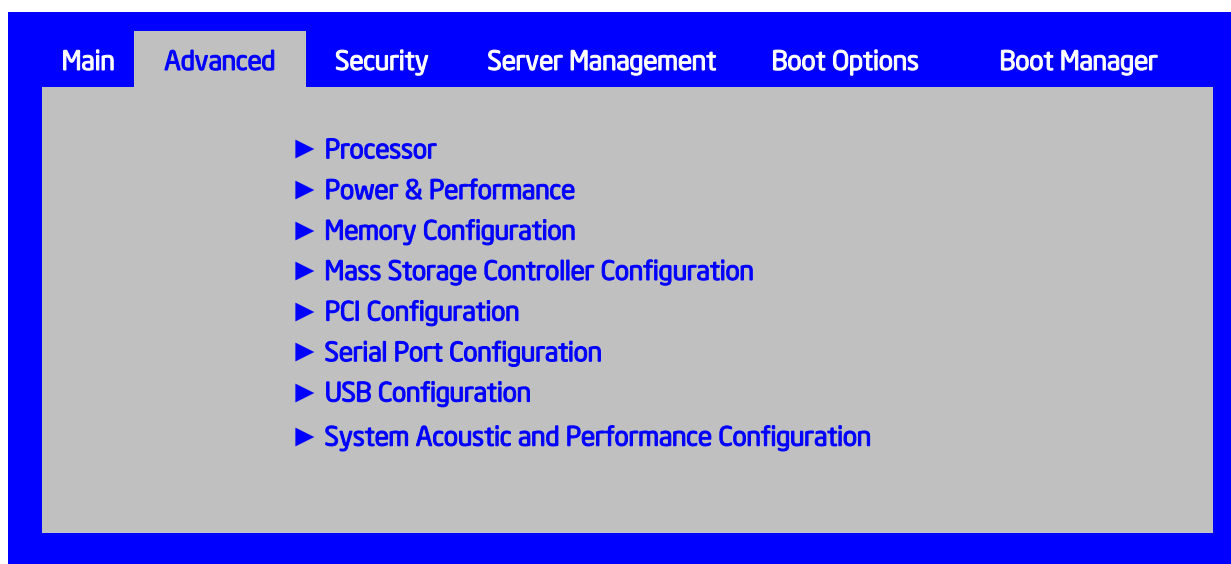 Main Advanced Security Server Management Boot Options Boot Manager
► Processor
► Power & Performance
► Memory Configuration
► Mass Storage Controller Configuration
► PCI Configuration
► Serial Port Configuration
► USB Configuration
► System Acoustic and Performance Configuration